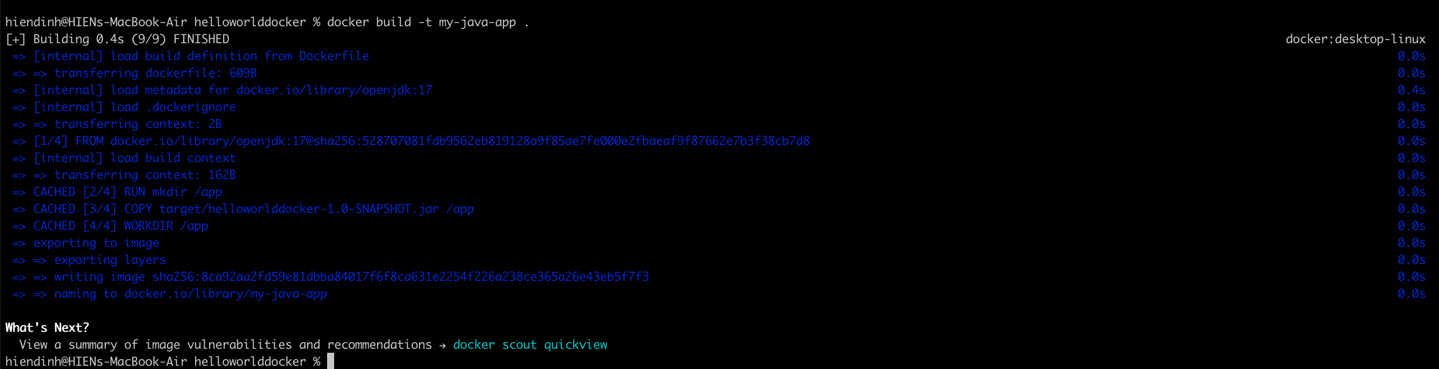 hiendinh@HIENs-MacBook-Air helloworlddocker % docker build -t my-java-app .
[+] Building 0.4s (9/9) FINISHED docker:desktop-linux
=> [internal] load build definition from Dockerfile 0.0s
=> => transferring dockerfile: 609B 0.0s
=> [internal] load metadata for docker.io/library/openjdk:17 0.4s
=> [internal] load .dockerignore 0.0s
=> => transferring context: 2B 0.0s
=> [1/4] FROM docker.io/library/openjdk:17@sha256:528707081fdb9562eb819128a9f85ae7fe000e2fbaeaf9f87662e7b3f38cb7d8 0.0s
=> [internal] load build context 0.0s
=> => transferring context: 162B 0.0s
=> CACHED [2/4] RUN mkdir /app 0.0s
=> CACHED [3/4] COPY target/helloworlddocker-1.0-SNAPSHOT.jar /app 0.0s
=> CACHED [4/4] WORKDIR /app 0.0s
=> exporting to image 0.0s
=> => exporting layers 0.0s
=> => writing image sha256:8ca92aa2fd59e81dbba84017f6f8ca631e2254f226a238ce365a26e43eb5f7f3 0.0s
=> => naming to docker.io/library/my-java-app 0.0s
What's Next?
View a summary of image vulnerabilities and recommendations → docker scout quickview
hiendinh@HIENs-MacBook-Air helloworlddocker %